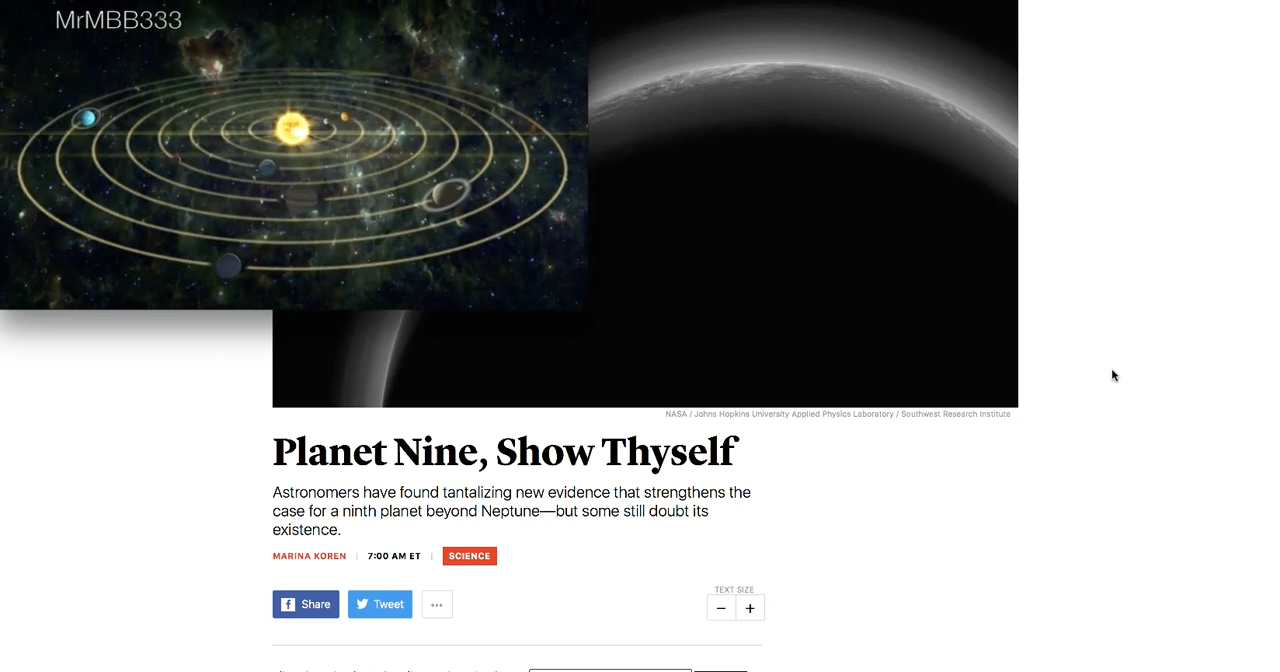 MrMBB333
NASA / Johns Hopkins University Applied Physics Laboratory / Southwest Research Institute
Planet Nine, Show Thyself
Astronomers have found tantalizing new evidence that strengthens the
case for a ninth planet beyond Neptune—but some still doubt its
existence.
MARINA KOREN | 7:00 AM ET | SCIENCE
TEXT SIZE
Share Tweet ... − +